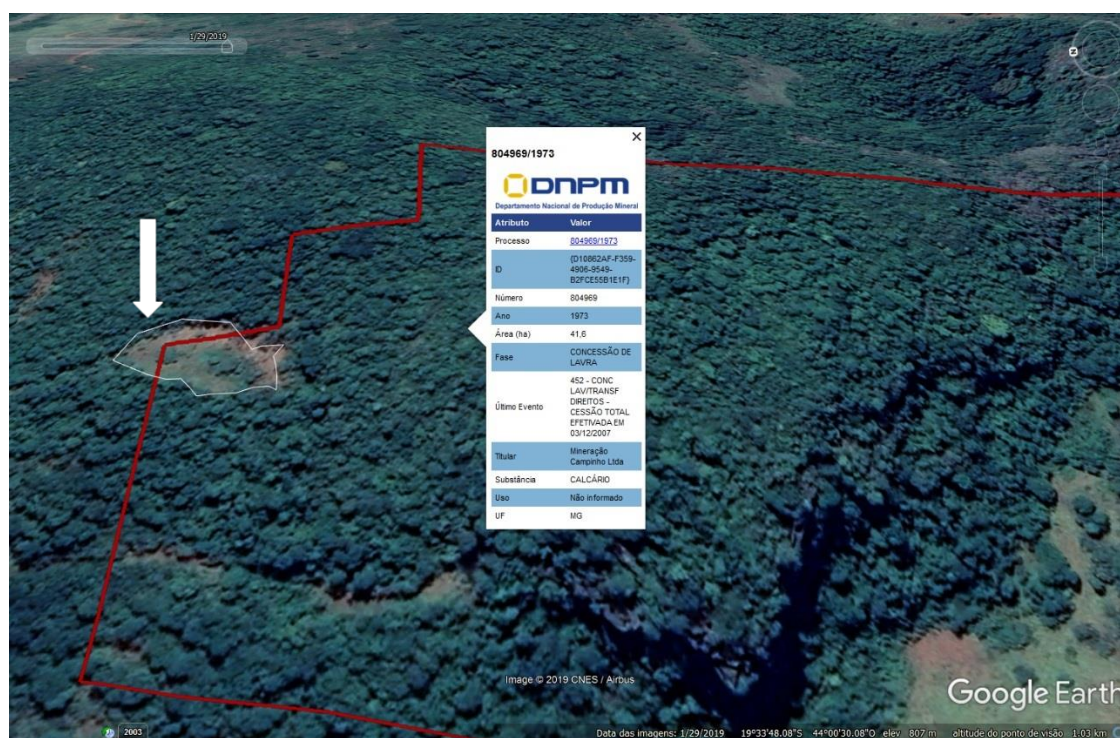 1/29/2019
804969/1973
DNPM
Departamento Nacional de Produção Mineral
Atributo Valor
Processo 804969/1973
ID {D10862AF-F359-
4906-9549-
B2FCE55B1E1F}
Número 804969
Ano 1973
Área (ha) 41,6
Fase CONCESSÃO DE
LAVRA
Último Evento 452 - CONC
LAV/TRANSF
DIREITOS -
CESSÃO TOTAL
EFETIVADA EM
03/12/2007
Titular Mineração
Campinho Ltda
Substância CALCÁRIO
Uso Não informado
UF MG
Image © 2019 CNES / Airbus
Google Earth
2003
Data das imagens: 1/29/2019 19°33'48.08"S 44°00'30.08"O elev 807 m altitude do ponto de visão 1.03 km